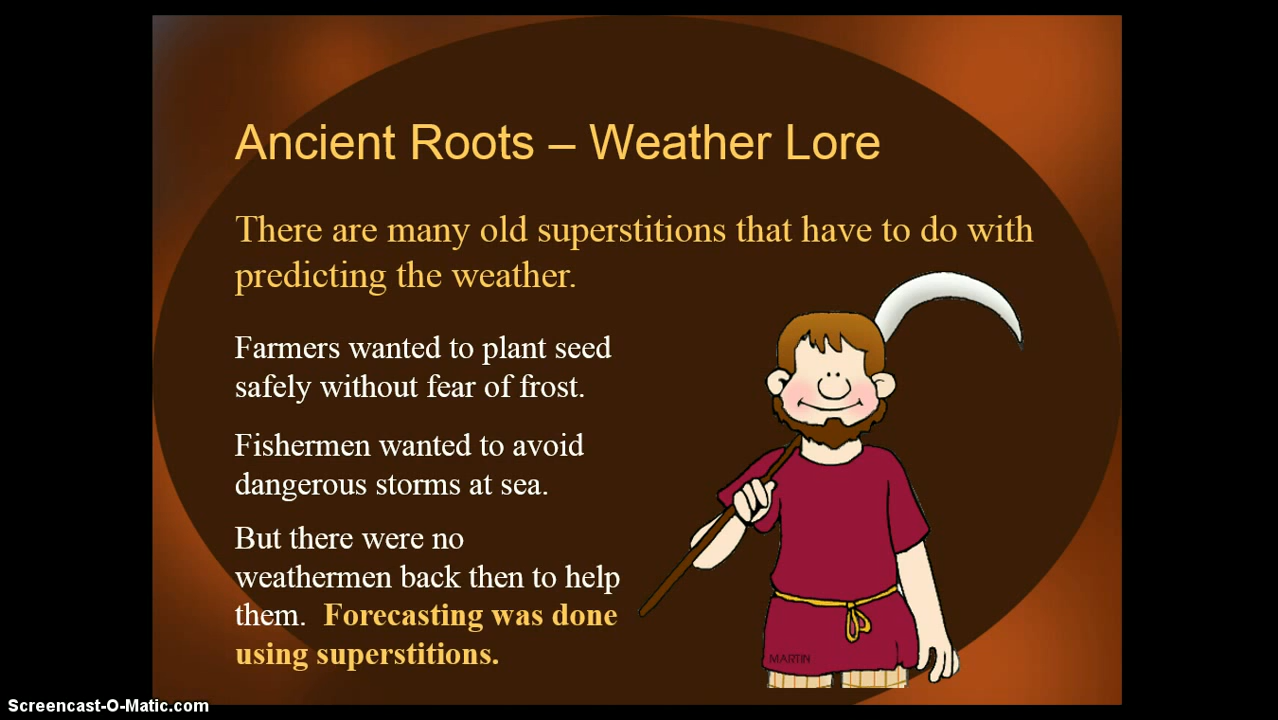 Ancient Roots – Weather Lore
There are many old superstitions that have to do with
predicting the weather.
Farmers wanted to plant seed
safely without fear of frost.
Fishermen wanted to avoid
dangerous storms at sea.
But there were no
weathermen back then to help
them.  Forecasting was done
using superstitions.
MARTIN
Screencast-O-Matic.com